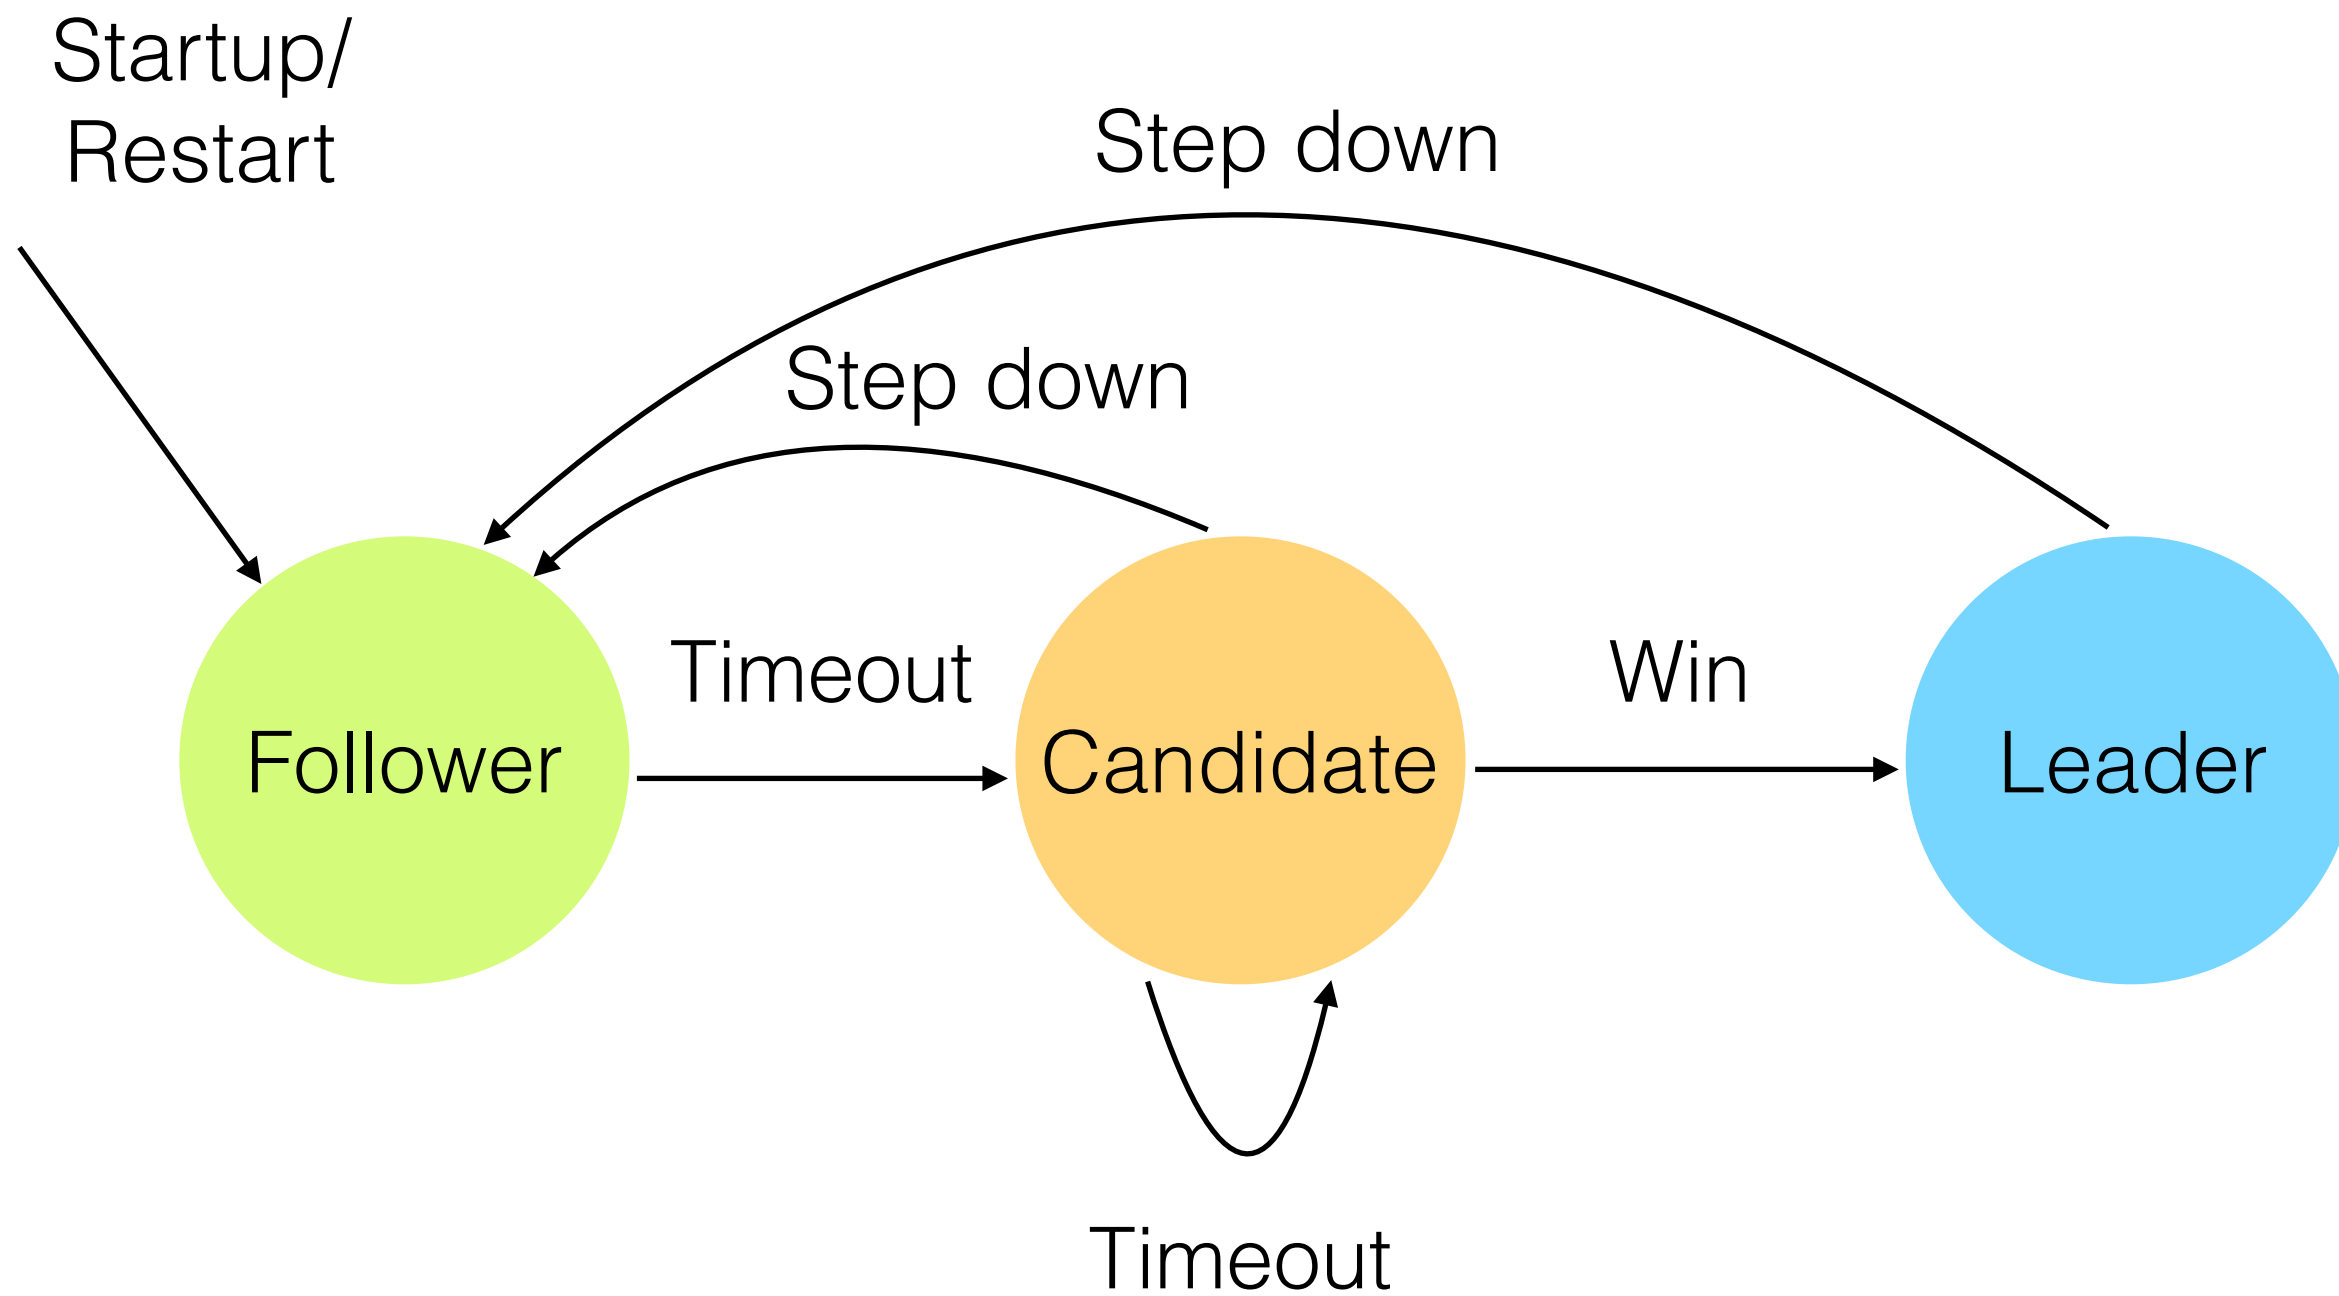 Startup/
Restart
Step down
Step down
Timeout
Win
Follower
Candidate
Leader
Timeout